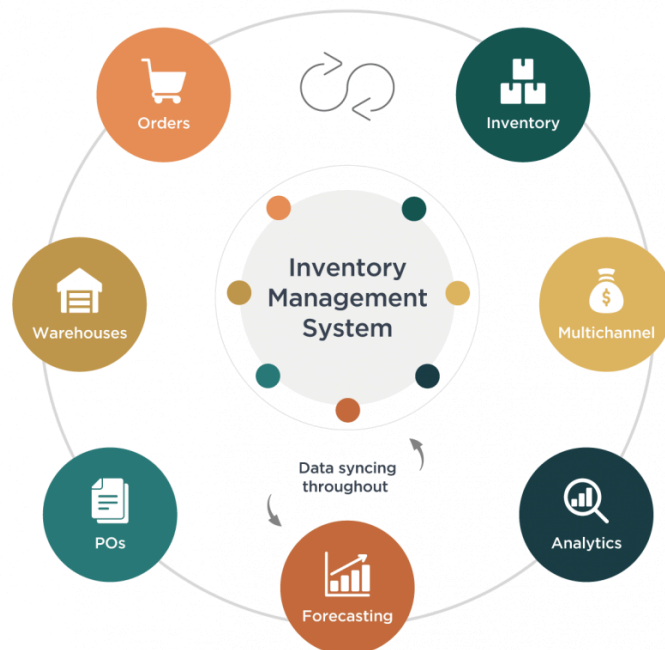 Orders
Inventory
Inventory
Management
System
Warehouses
$
Multichannel
Data syncing
throughout
POs
Analytics
Forecasting